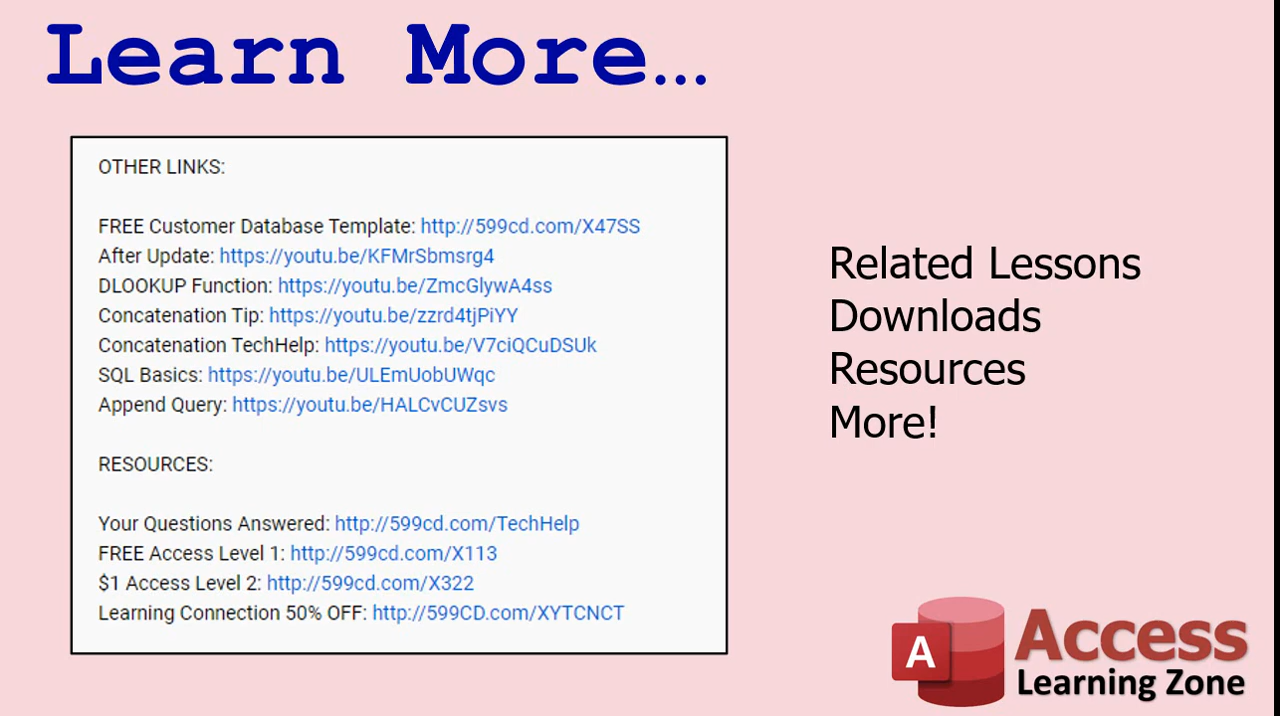 Learn More...
OTHER LINKS:
FREE Customer Database Template: http://599cd.com/X47SS
After Update: https://youtu.be/KFMrSbmsrg4
DLOOKUP Function: https://youtu.be/ZmcGlywA4ss
Concatenation Tip: https://youtu.be/zzrd4tjPiYY
Concatenation TechHelp: https://youtu.be/V7ciQCuDSUk
SQL Basics: https://youtu.be/ULEmUobUWqc
Append Query: https://youtu.be/HALCvCUZsvs
RESOURCES:
Your Questions Answered: http://599cd.com/TechHelp
FREE Access Level 1: http://599cd.com/X113
$1 Access Level 2: http://599cd.com/X322
Learning Connection 50% OFF: http://599CD.com/XYTCNCT
Related Lessons
Downloads
Resources
More!
A
Access
Learning Zone